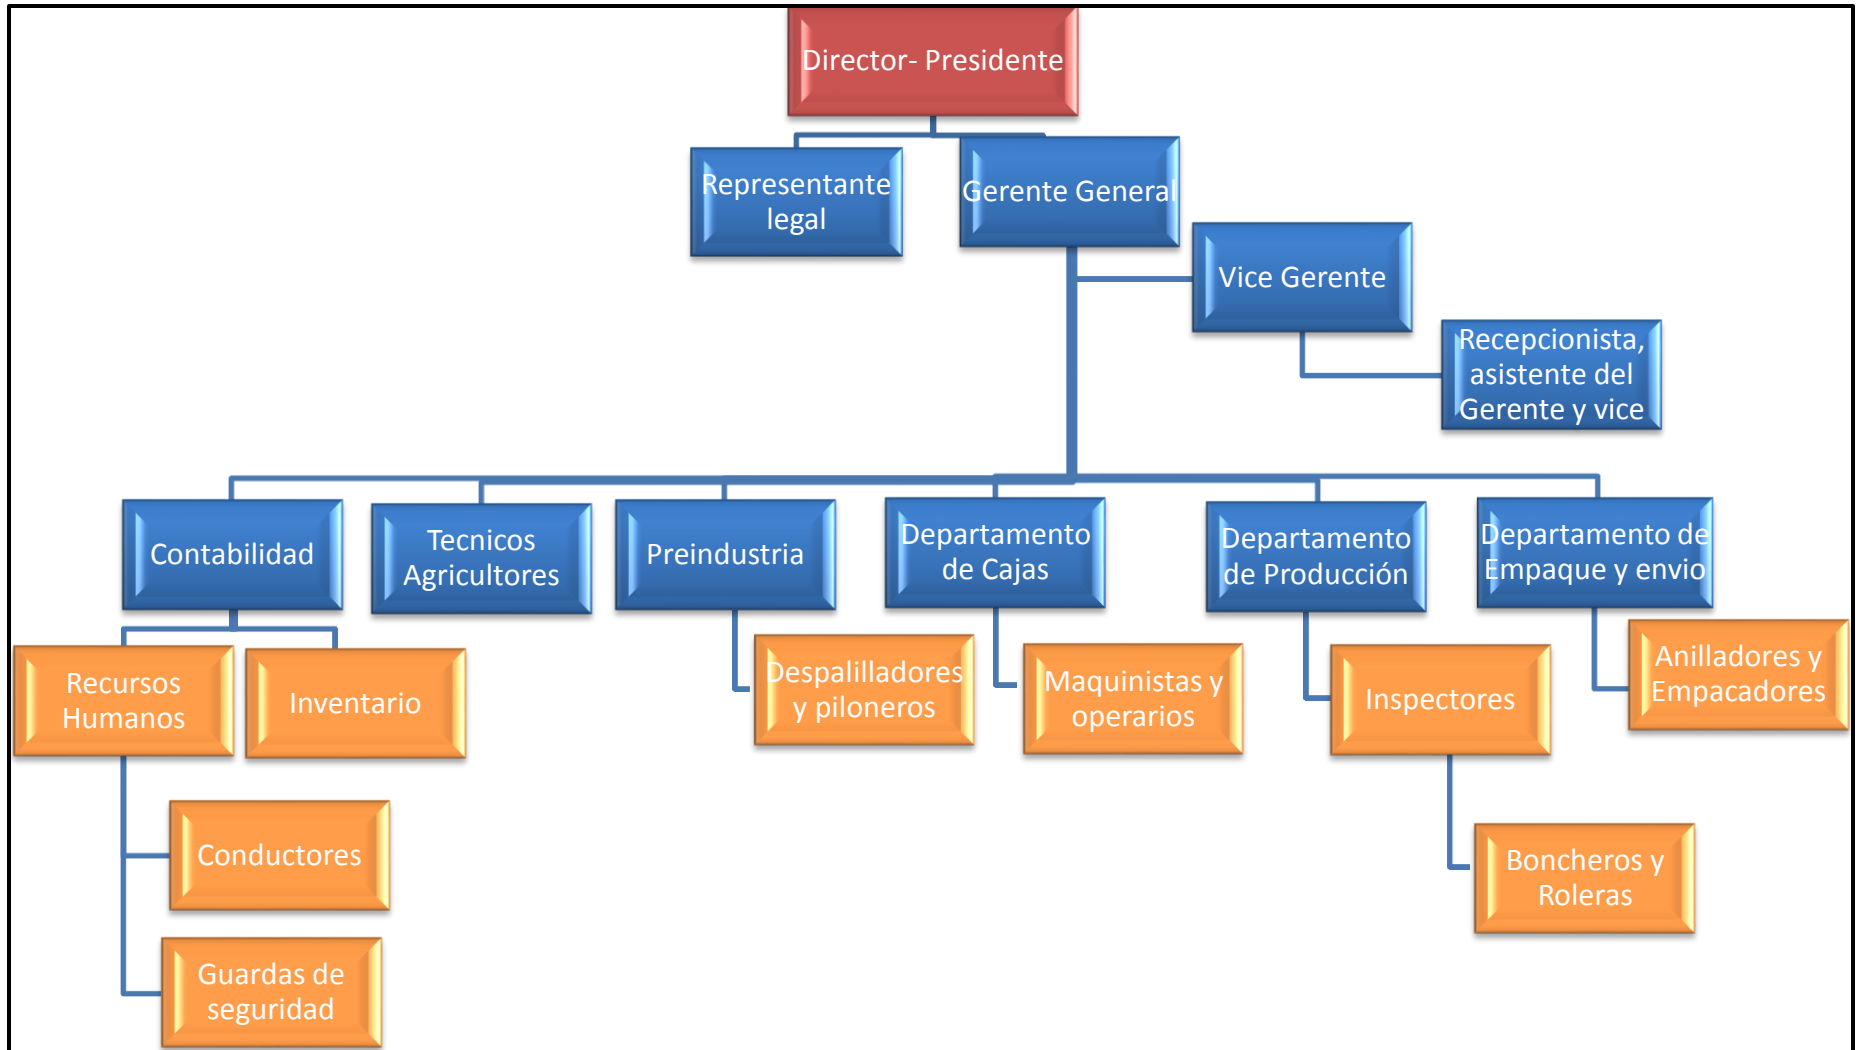 Director- Presidente
Representante
legal
Gerente General
Vice Gerente
Recepcionista,
asistente del
Gerente y vice
Contabilidad
Tecnicos
Agricultores
Preindustria
Departamento
de Cajas
Departamento
de Producción
Departamento de
Empaque y envio
Recursos
Humanos
Inventario
Despalilladores
y piloneros
Maquinistas y
operarios
Inspectores
Anilladores y
Empacadores
Conductores
Boncheros y
Roleras
Guardas de
seguridad